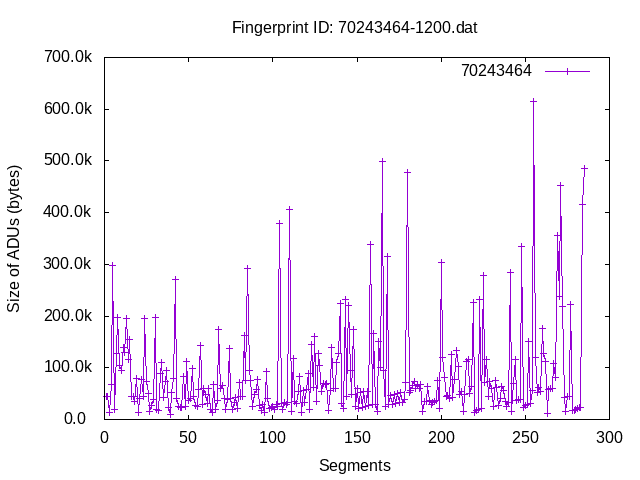 Fingerprint ID: 70243464-1200.dat
700.0k
70243464
600.0k
500.0k
400.0k
300.0k
200.0k
100.0k
0.0
Size of ADUs (bytes)
0 50 100 150 200 250 300
Segments